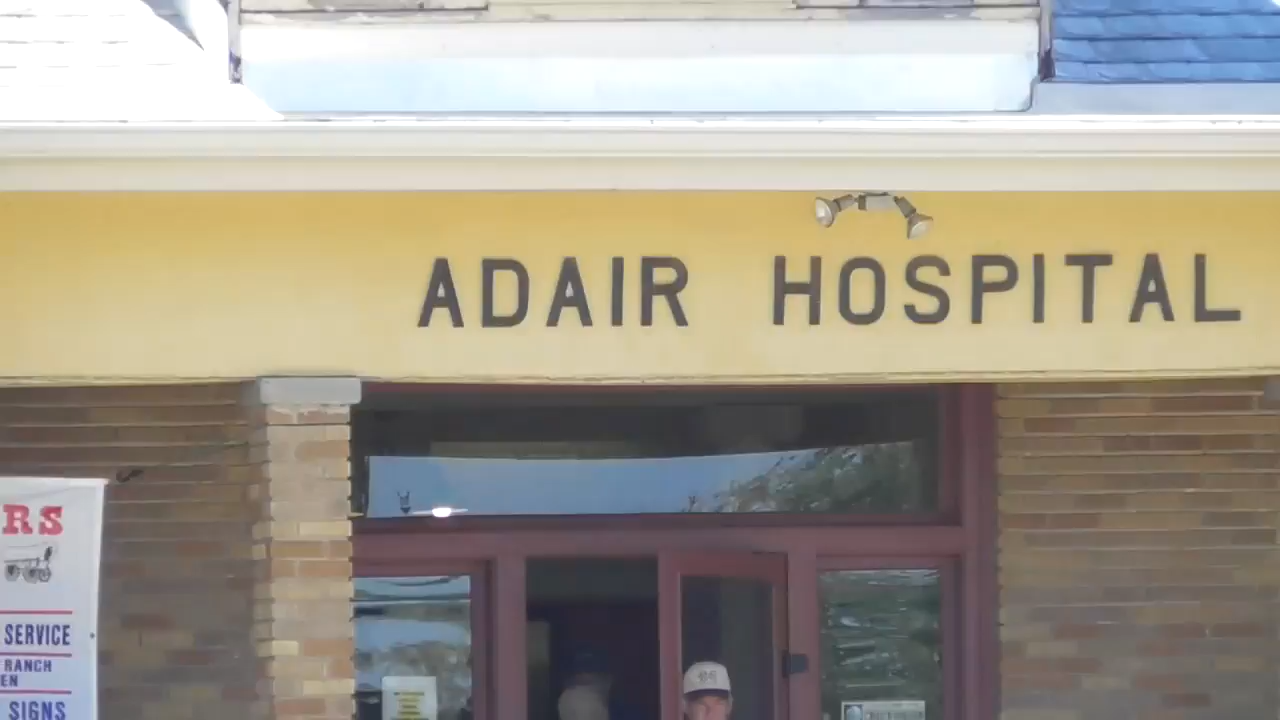 ADAIR HOSPITAL
RS
SERVICE
RANCH
EN
SIGNS